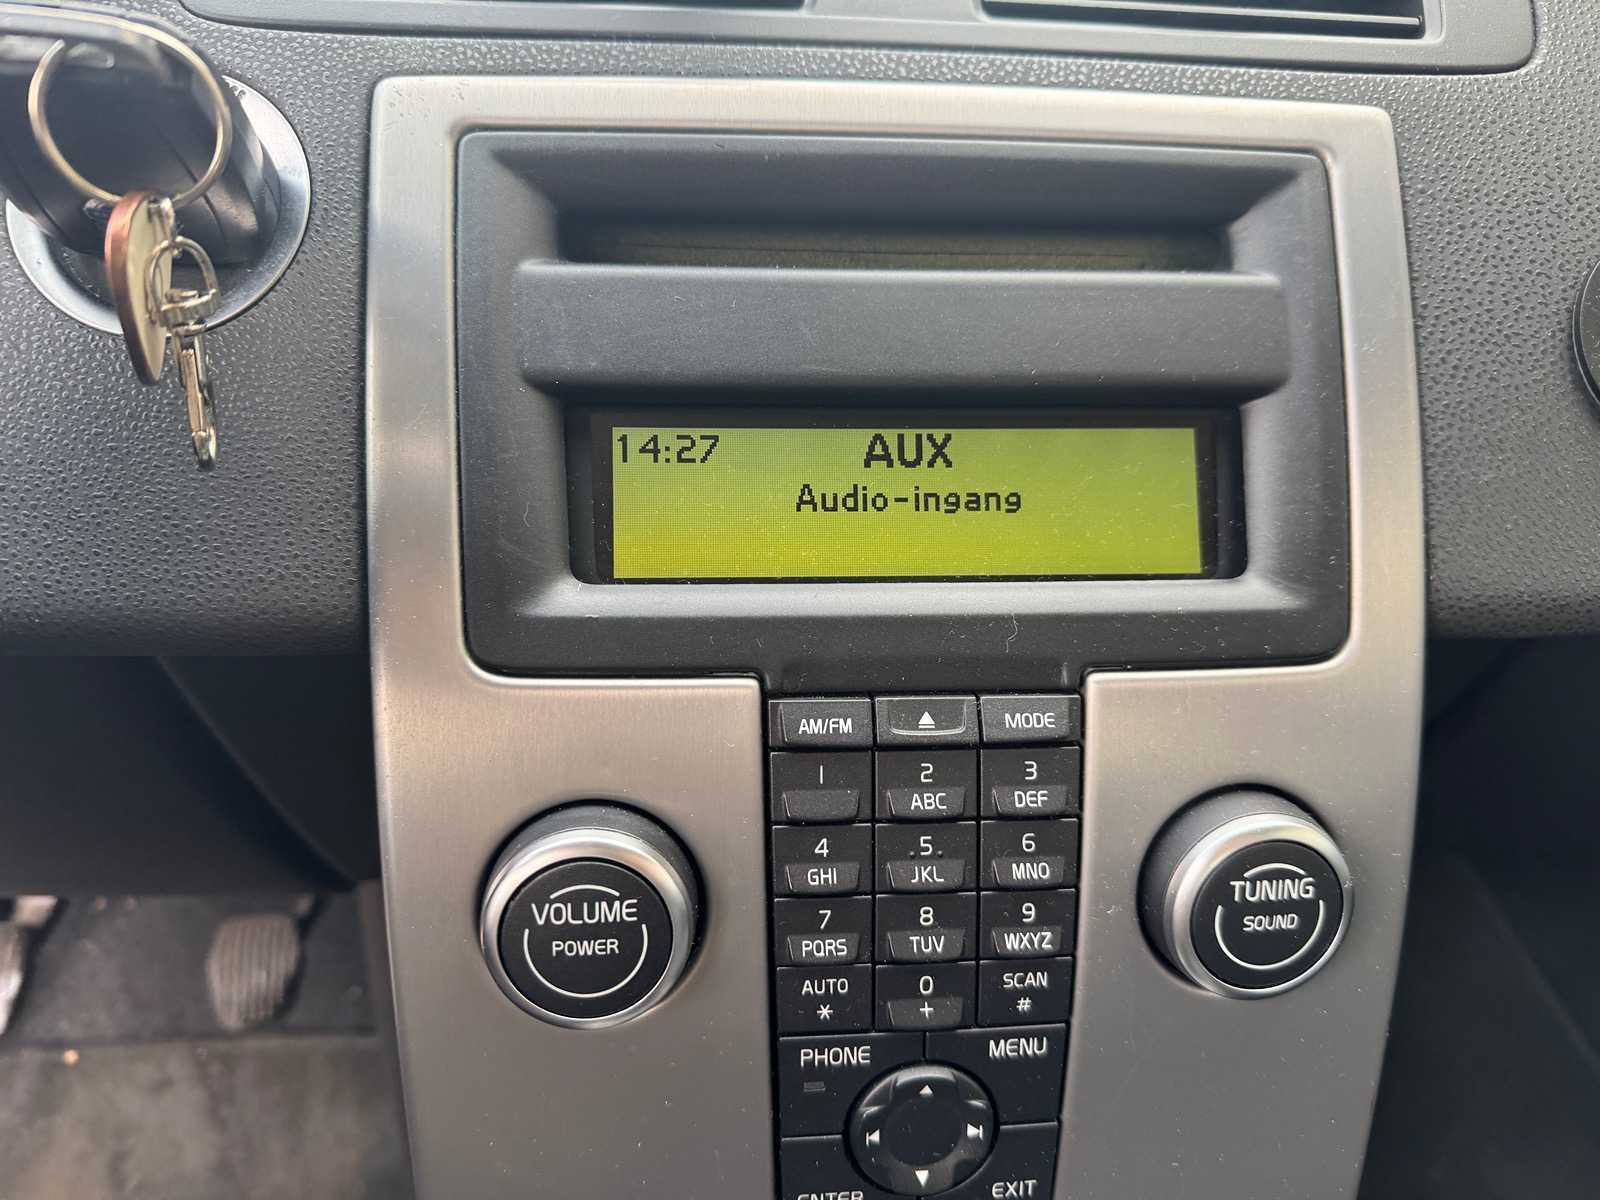 14:27 AUX
Audio-ingang
AM/FM MODE
1 2 3
ABC DEF
4 5 6
GHI JKL MNO
7 8 9
PQRS TUV WXYZ
AUTO 0 SCAN
* + #
VOLUME
POWER
TUNING
SOUND
PHONE MENU
ENTER EXIT